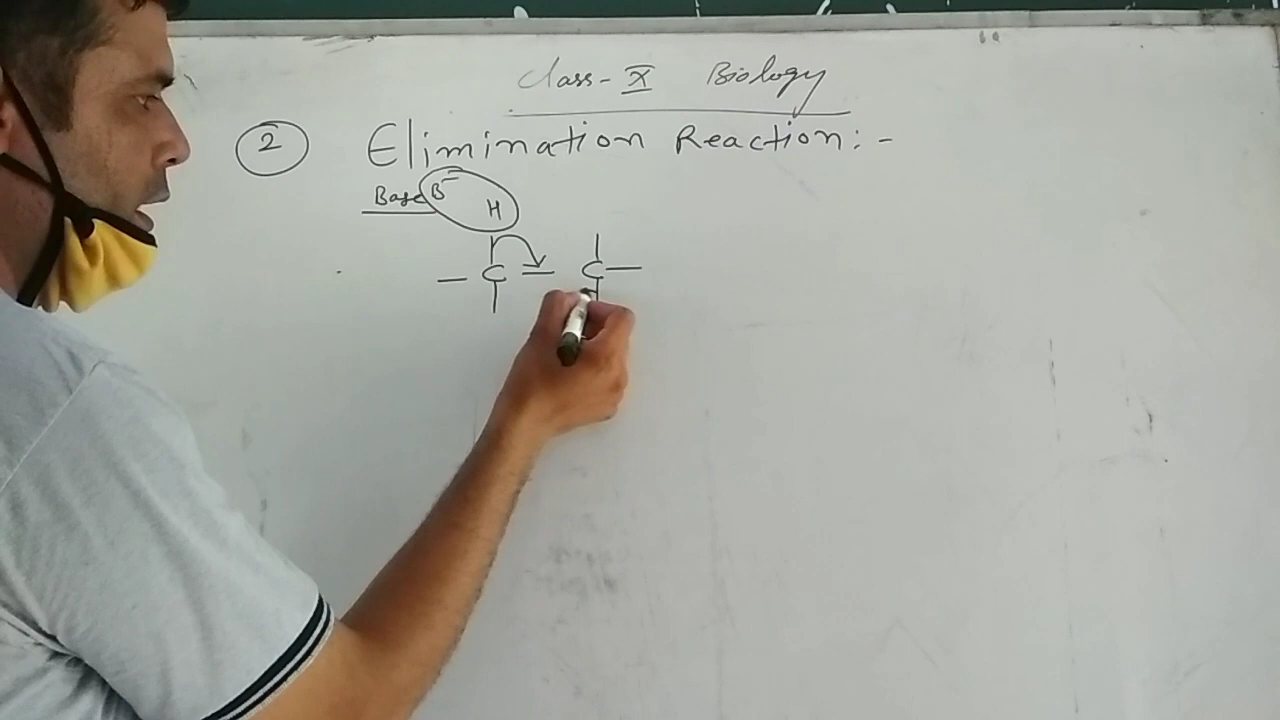 Class - X Biology
2 Elimination Reaction : -
Base B⁻
H
— C = C —